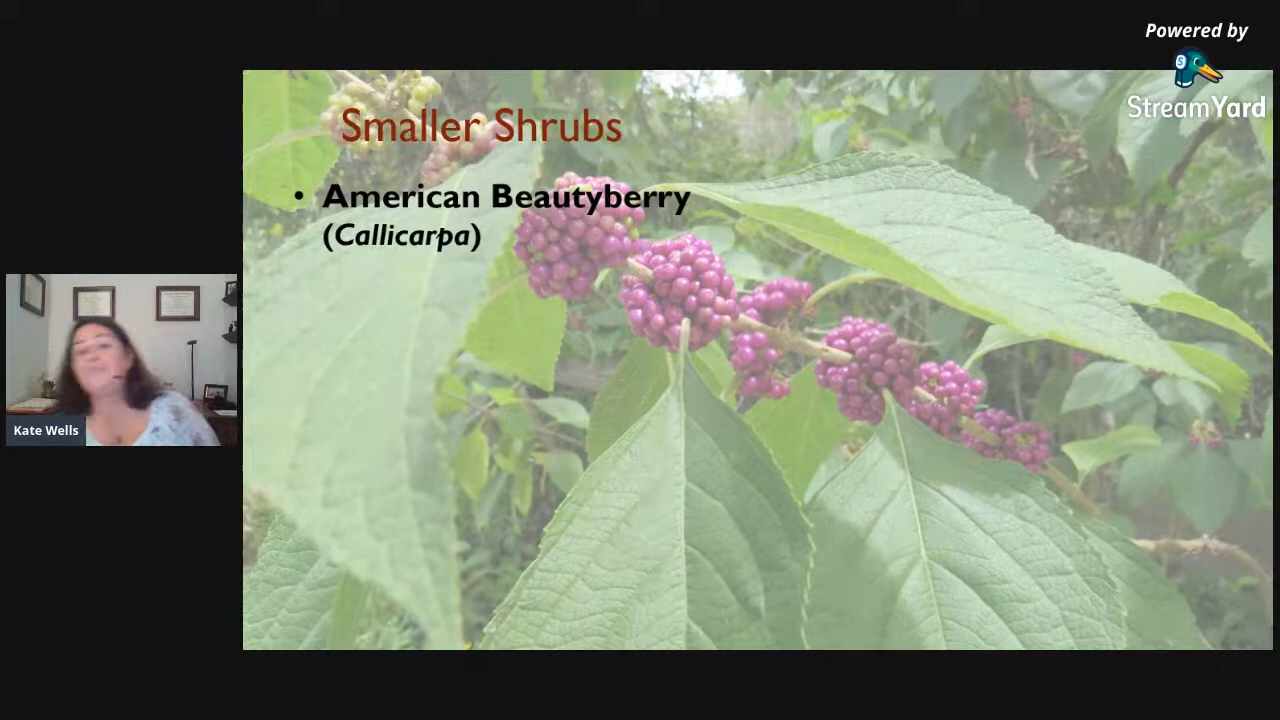 Powered by
StreamYard
Smaller Shrubs
• American Beautyberry
(Callicarpa)
Kate Wells